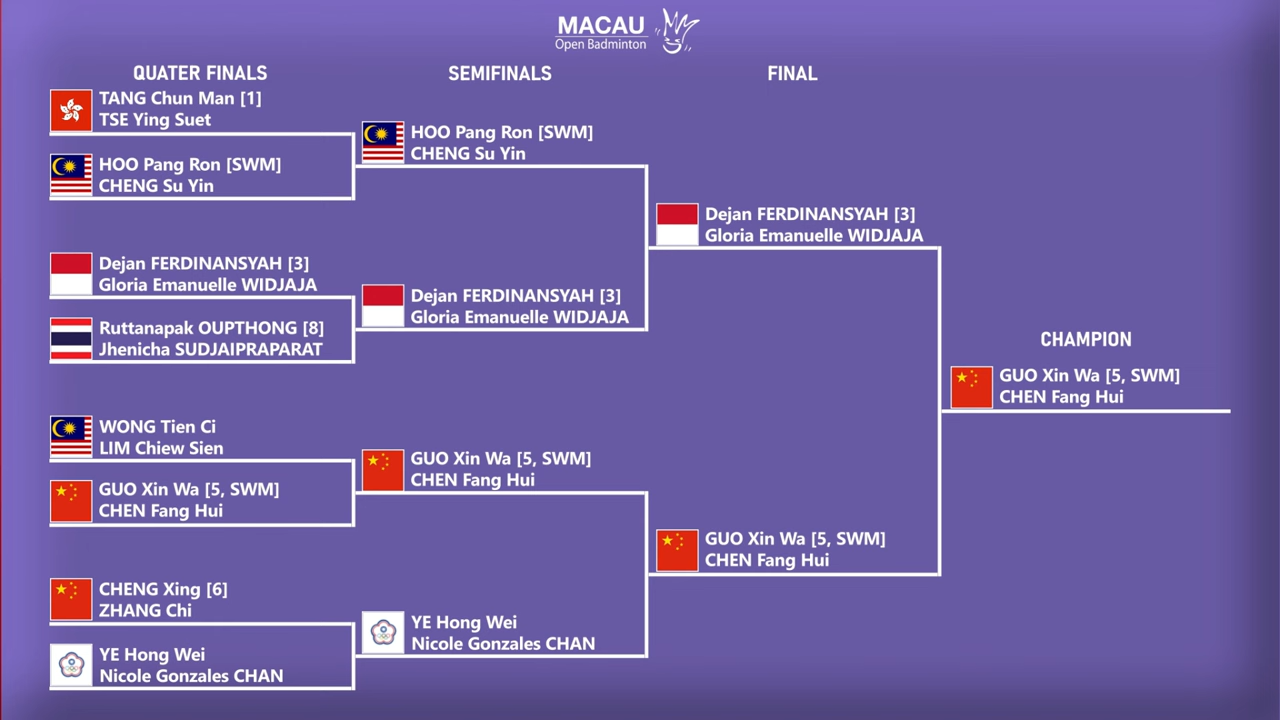 MACAU
Open Badminton
QUATER FINALS
SEMIFINALS
FINAL
TANG Chun Man [1]
TSE Ying Suet
HOO Pang Ron [SWM]
CHENG Su Yin
Dejan FERDINANSYAH [3]
Gloria Emanuelle WIDJAJA
Ruttanapak OUPTHONG [8]
Jhenicha SUDJAIPRAPARAT
WONG Tien Ci
LIM Chiew Sien
GUO Xin Wa [5, SWM]
CHEN Fang Hui
CHENG Xing [6]
ZHANG Chi
YE Hong Wei
Nicole Gonzales CHAN
HOO Pang Ron [SWM]
CHENG Su Yin
Dejan FERDINANSYAH [3]
Gloria Emanuelle WIDJAJA
GUO Xin Wa [5, SWM]
CHEN Fang Hui
YE Hong Wei
Nicole Gonzales CHAN
Dejan FERDINANSYAH [3]
Gloria Emanuelle WIDJAJA
GUO Xin Wa [5, SWM]
CHEN Fang Hui
CHAMPION
GUO Xin Wa [5, SWM]
CHEN Fang Hui